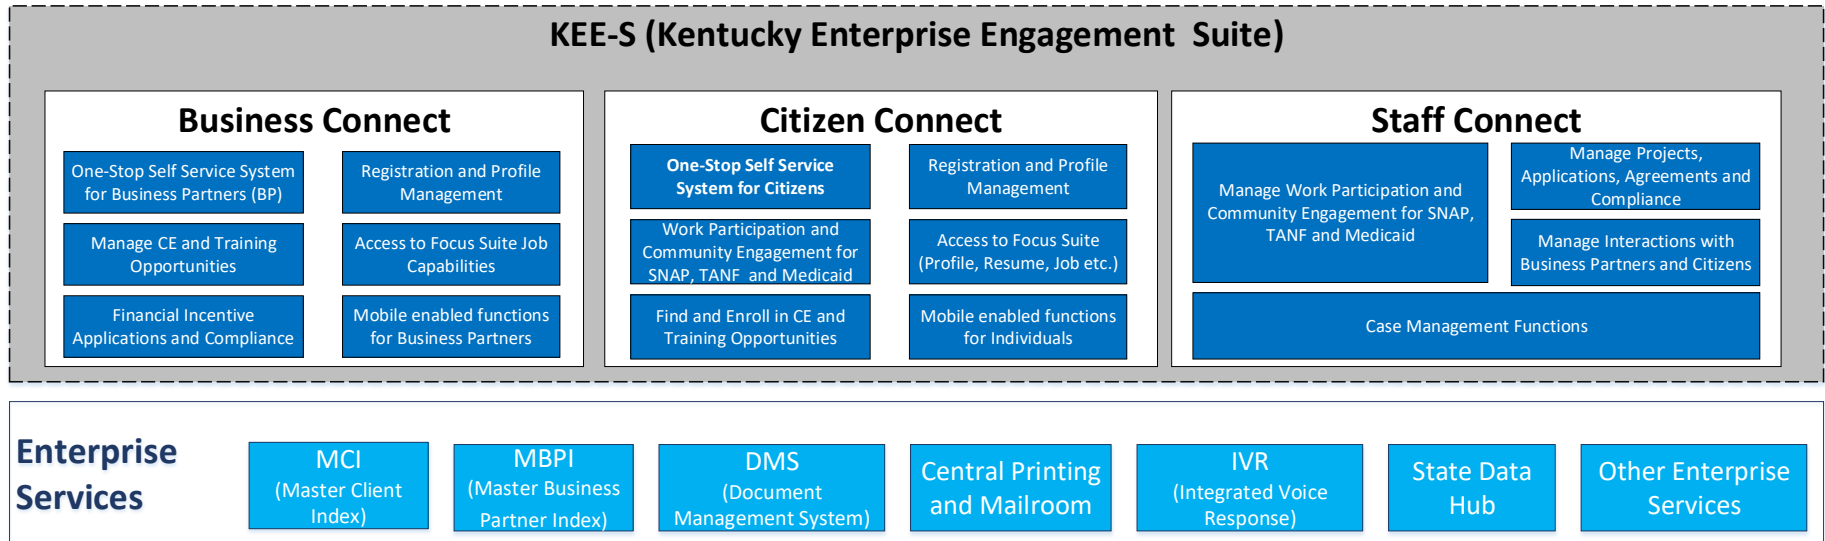 KEE-S (Kentucky Enterprise Engagement Suite)
Business Connect
One-Stop Self Service System
for Business Partners (BP)
Registration and Profile
Management
Manage CE and Training
Opportunities
Access to Focus Suite Job
Capabilities
Financial Incentive
Applications and Compliance
Mobile enabled functions
for Business Partners
Citizen Connect
One-Stop Self Service
System for Citizens
Registration and Profile
Management
Work Participation and
Community Engagement for
SNAP, TANF and Medicaid
Access to Focus Suite
(Profile, Resume, Job etc.)
Find and Enroll in CE and
Training Opportunities
Mobile enabled functions
for Individuals
Staff Connect
Manage Work Participation and
Community Engagement for SNAP,
TANF and Medicaid
Manage Projects,
Applications, Agreements and
Compliance
Manage Interactions with
Business Partners and Citizens
Case Management Functions
Enterprise
Services
MCI
(Master Client
Index)
MBPI
(Master Business
Partner Index)
DMS
(Document
Management System)
Central Printing
and Mailroom
IVR
(Integrated Voice
Response)
State Data
Hub
Other Enterprise
Services